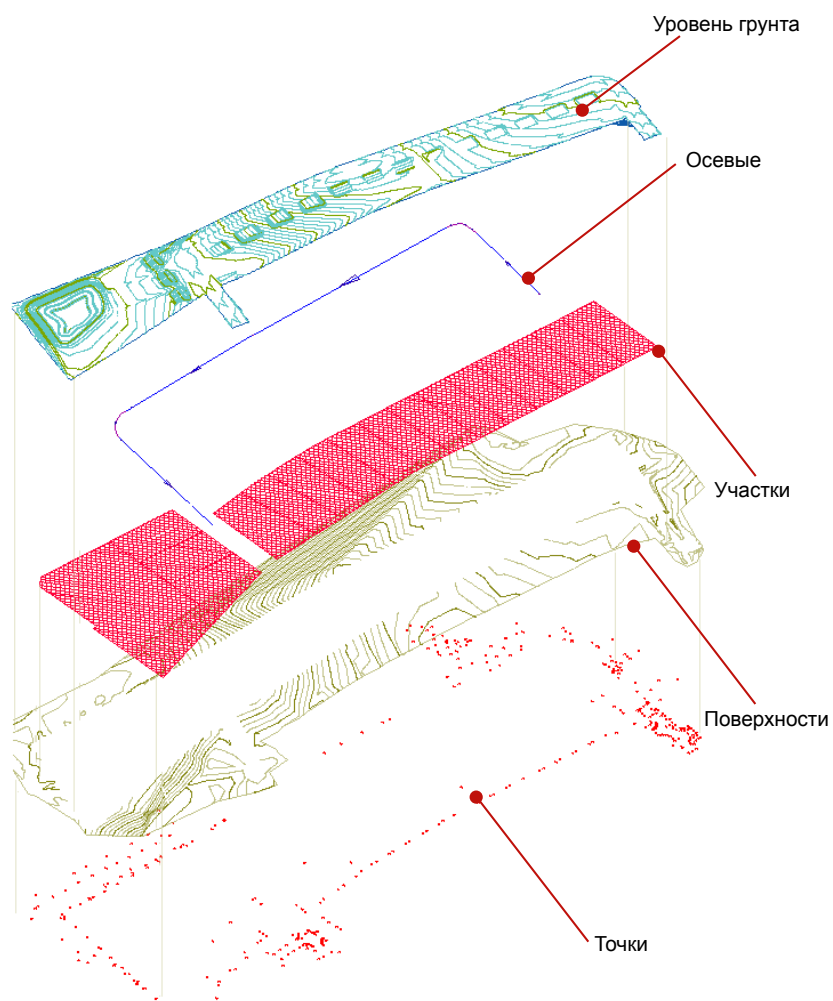 Уровень грунта
Осевые
Участки
Поверхности
Точки